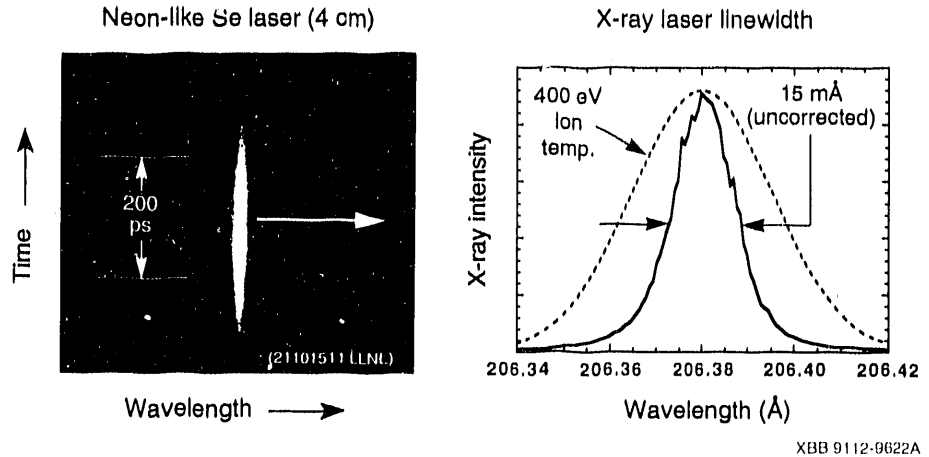 Neon-like Se laser (4 cm)
Time
200
ps
(21101511 LLNL)
Wavelength
X-ray laser linewidth
X-ray intensity
400 eV
Ion
temp.
15 mÅ
(uncorrected)
206.34 206.36 206.38 206.40 206.42
Wavelength (Å)
XBB 9112-9622A